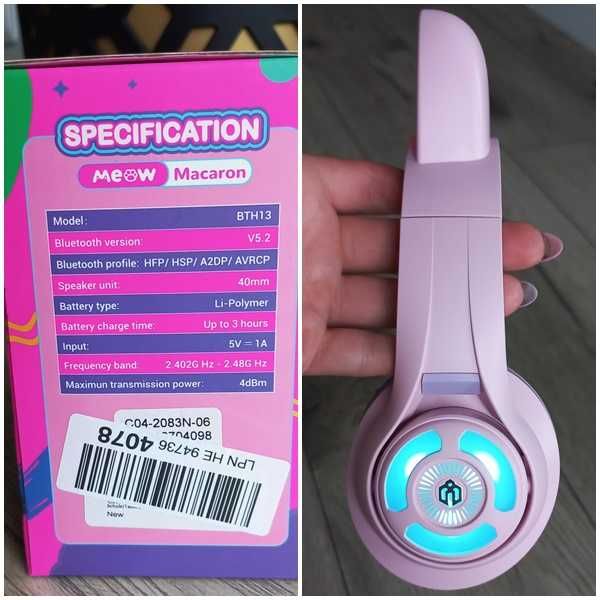 SPECIFICATION
Meow Macaron
Model: BTH13
Bluetooth version: V5.2
Bluetooth profile: HFP/ HSP/ A2DP/ AVRCP
Speaker unit: 40mm
Battery type: Li-Polymer
Battery charge time: Up to 3 hours
Input: 5V⎓1A
Frequency band: 2.402G Hz - 2.48G Hz
Maximun transmission power: 4dBm
C04-2083N-06
0704098
LPN HE 94736 4078
New